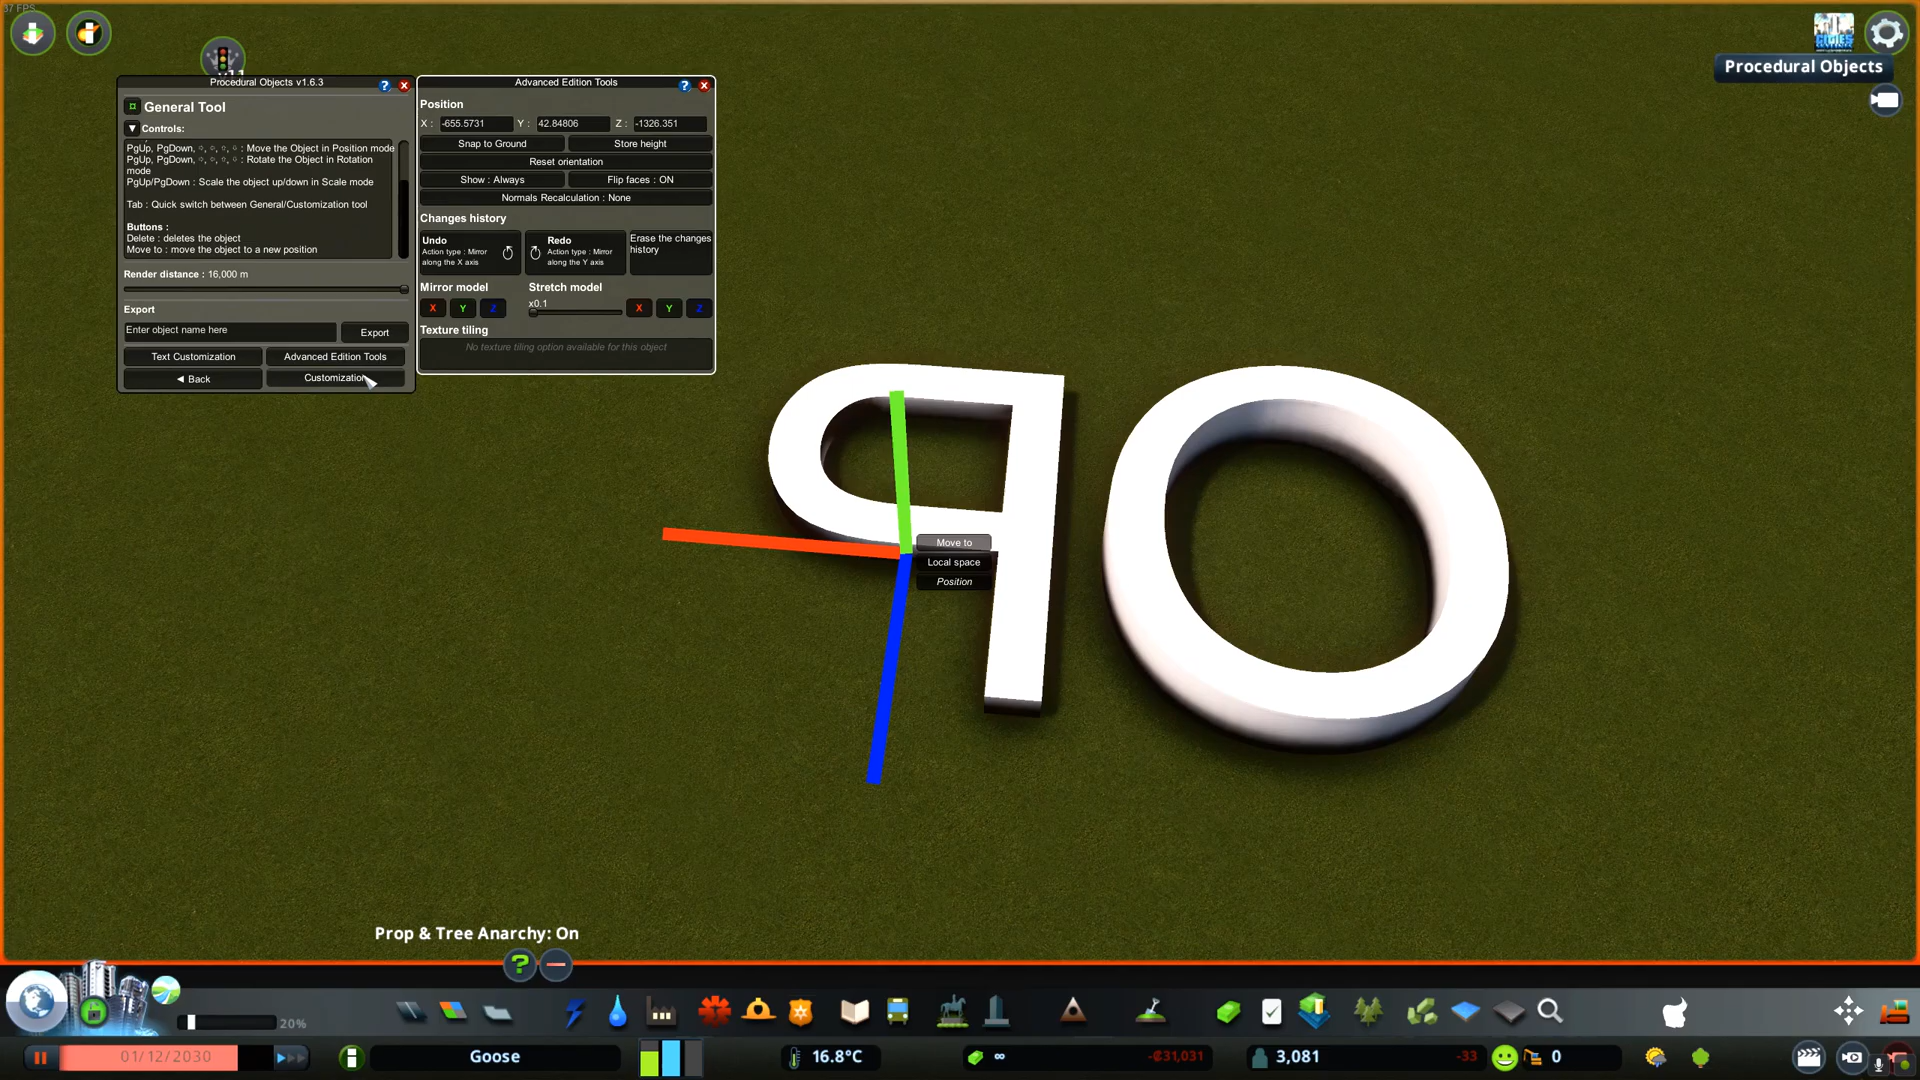 37 FPS
Procedural Objects
Procedural Objects v1.6.3
General Tool
Controls:
PgUp, PgDown, : Move the Object in Position mode
PgUp, PgDown, : Rotate the Object in Rotation
mode
PgUp/PgDown : Scale the object up/down in Scale mode
Tab : Quick switch between General/Customization tool
Buttons :
Delete : deletes the object
Move to : move the object to a new position
Render distance : 16,000 m
Export
Enter object name here
Export
Text Customization
Advanced Edition Tools
Back
Customization
Advanced Edition Tools
Position
X : -655.5731 Y : 42.84806 Z : -1326.351
Snap to Ground
Store height
Reset orientation
Show : Always
Flip faces : ON
Normals Recalculation : None
Changes history
Undo
Action type : Mirror
along the X axis
Redo
Action type : Mirror
along the Y axis
Erase the changes
history
Mirror model
X Y Z
Stretch model
x0.1
X Y Z
Texture tiling
No texture tiling option available for this object
PO
Move to
Local space
Position
Prop & Tree Anarchy: On
20%
01/12/2030
Goose
16.8°C
∞
-₡31,031
3,081
-33
0